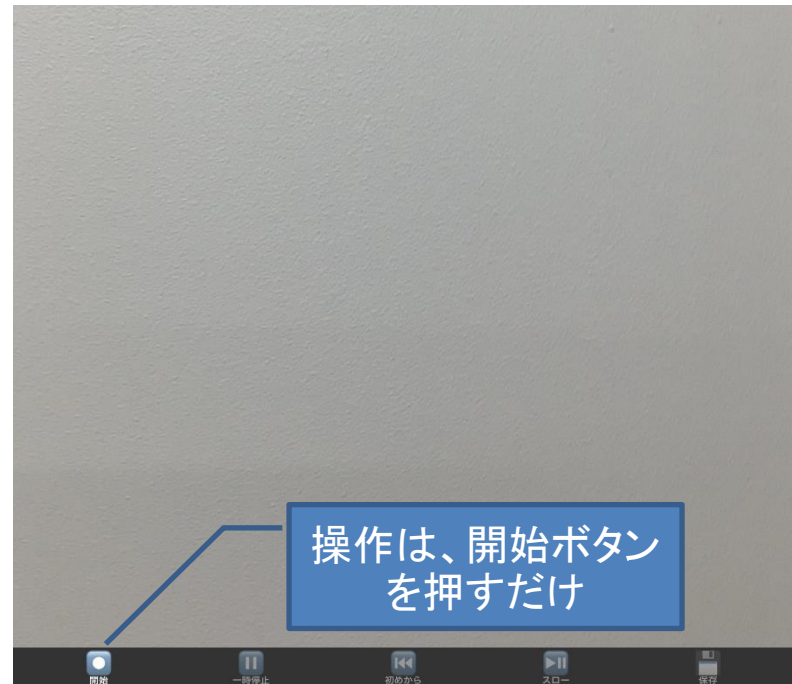 操作は、開始ボタン
を押すだけ
開始
一時停止
初めから
スロー
保存